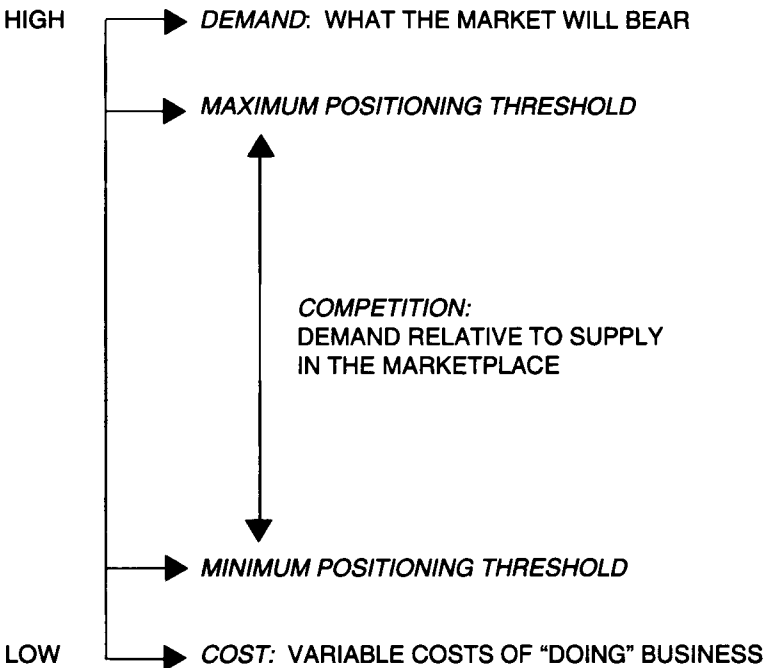 HIGH DEMAND: WHAT THE MARKET WILL BEAR
MAXIMUM POSITIONING THRESHOLD
COMPETITION:
DEMAND RELATIVE TO SUPPLY
IN THE MARKETPLACE
MINIMUM POSITIONING THRESHOLD
LOW COST: VARIABLE COSTS OF "DOING" BUSINESS